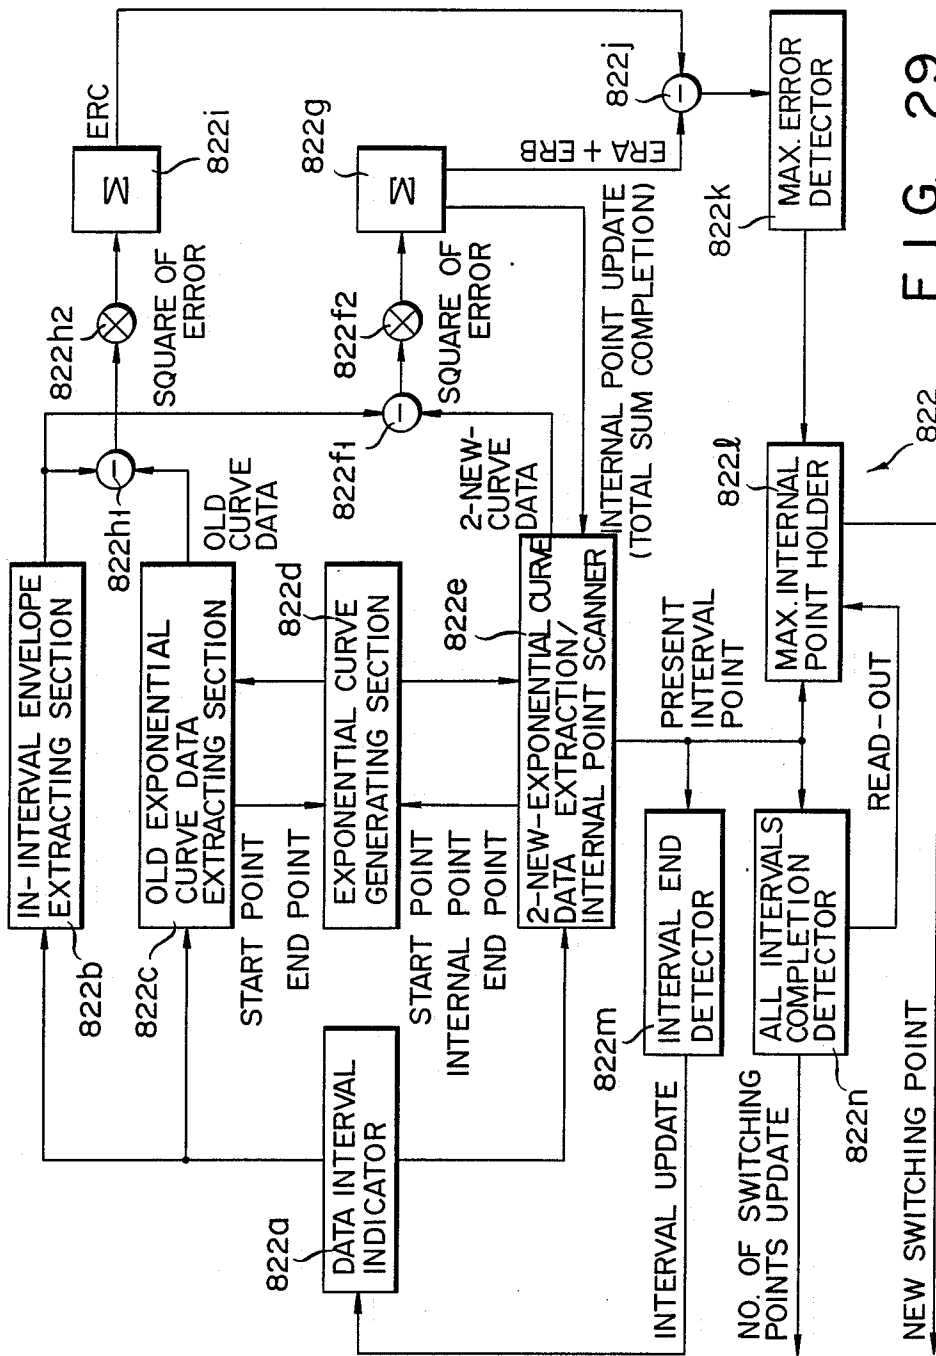 DATA INTERVAL
INDICATOR
822a
INTERVAL UPDATE
NO. OF SWITCHING
POINTS UPDATE
NEW SWITCHING POINT
IN-INTERVAL ENVELOPE
EXTRACTING SECTION
822b
OLD EXPONENTIAL
CURVE DATA
EXTRACTING SECTION
822c
START POINT
END POINT
EXPONENTIAL CURVE
GENERATING SECTION
822d
START POINT
INTERNAL POINT
END POINT
2-NEW-EXPONENTIAL CURVE
DATA EXTRACTION/
INTERNAL POINT SCANNER
822e
INTERVAL END
DETECTOR
822m
ALL INTERVALS
COMPLETION
DETECTOR
822n
PRESENT
INTERVAL
POINT
READ-OUT
822h1
OLD
CURVE
DATA
822h2
SQUARE OF
ERROR
Σ
822i
ERC
822f1
2-NEW-
CURVE
DATA
822f2
SQUARE OF
ERROR
Σ
822g
ERA + ERB
INTERNAL POINT UPDATE
(TOTAL SUM COMPLETION)
822j
MAX. ERROR
DETECTOR
822k
MAX. INTERNAL
POINT HOLDER
822ℓ
822
FIG. 29